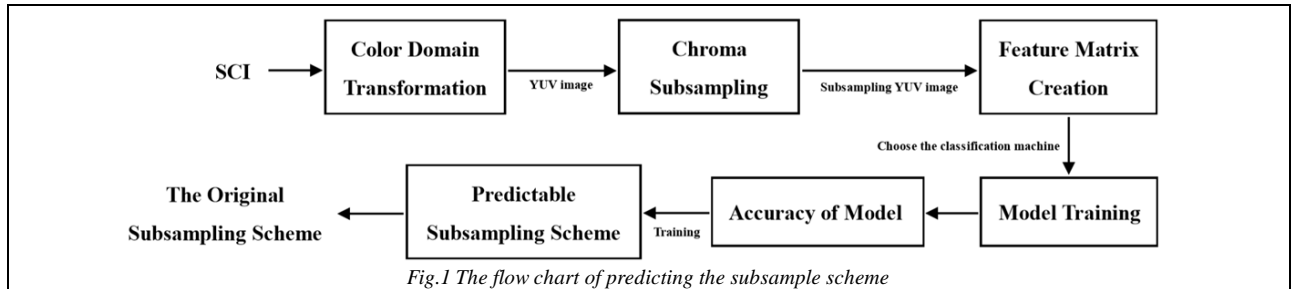 SCI
Color Domain
Transformation
YUV image
Chroma
Subsampling
Subsampling YUV image
Feature Matrix
Creation
Choose the classification machine
Model Training
Accuracy of Model
Training
Predictable
Subsampling Scheme
The Original
Subsampling Scheme
Fig.1 The flow chart of predicting the subsample scheme